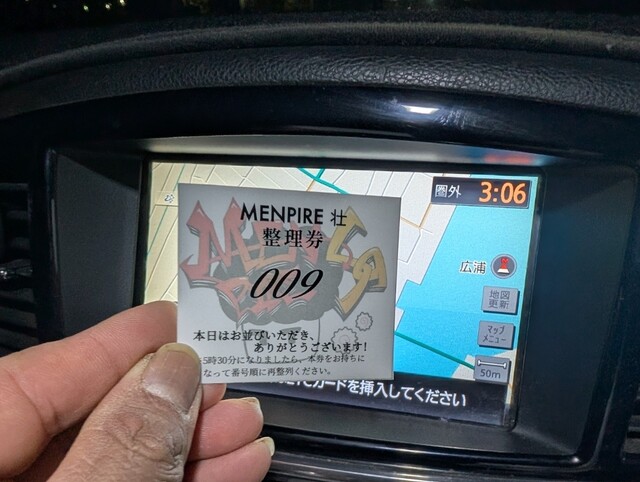 圏外 3:06
MENPIRE 壮
整理券
009
本日はお並びいただき、
ありがとうございます!
5時30分になりましたら、本券をお持ちに
なって番号順に再整列ください。
広浦
地図
更新
マップ
メニュー
50m
カードを挿入してください